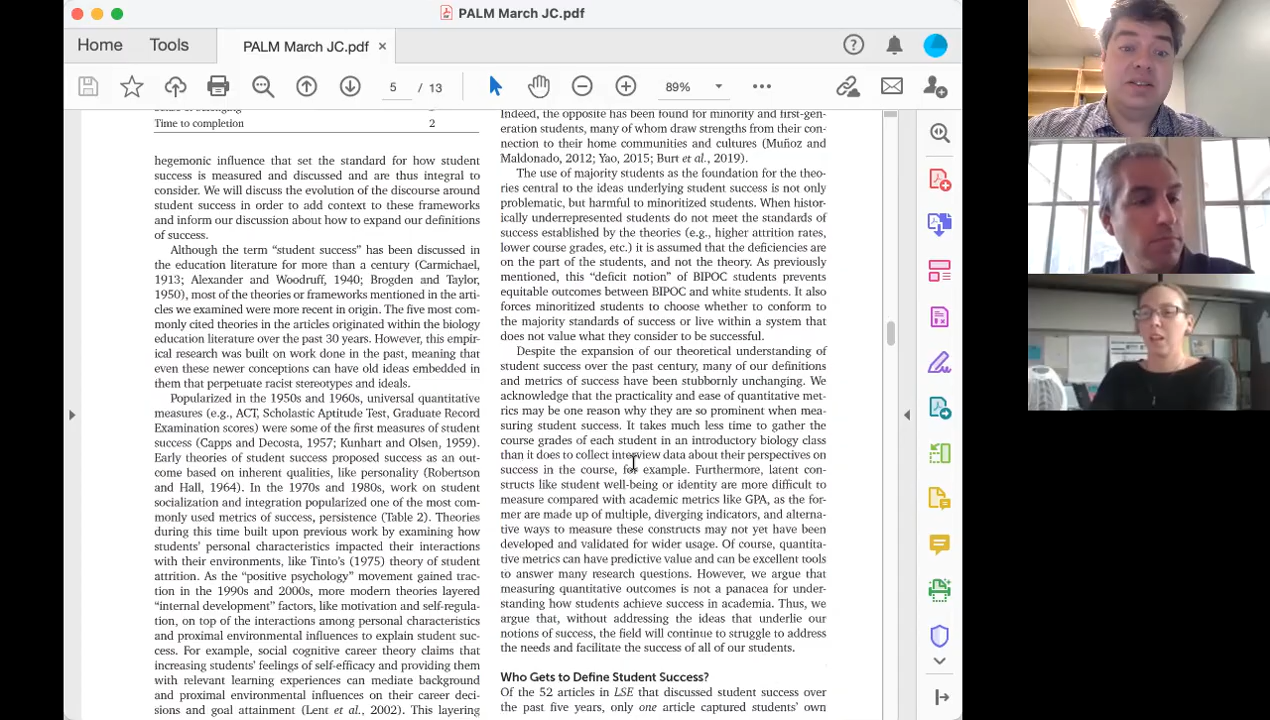 PALM March JC.pdf
Home
Tools
PALM March JC.pdf
5 / 13
89%
Time to completion 2
hegemonic influence that set the standard for how student
success is measured and discussed and are thus integral to
consider. We will discuss the evolution of the discourse around
student success in order to add context to these frameworks
and inform our discussion about how to expand our definitions
of success.
Although the term “student success” has been discussed in
the education literature for more than a century (Carmichael,
1913; Alexander and Woodruff, 1940; Brogden and Taylor,
1950), most of the theories or frameworks mentioned in the arti-
cles we examined were more recent in origin. The five most com-
monly cited theories in the articles originated within the biology
education literature over the past 30 years. However, this empir-
ical research was built on work done in the past, meaning that
even these newer conceptions can have old ideas embedded in
them that perpetuate racist stereotypes and ideals.
Popularized in the 1950s and 1960s, universal quantitative
measures (e.g., ACT, Scholastic Aptitude Test, Graduate Record
Examination scores) were some of the first measures of student
success (Capps and Decosta, 1957; Kunhart and Olsen, 1959).
Early theories of student success proposed success as an out-
come based on inherent qualities, like personality (Robertson
and Hall, 1964). In the 1970s and 1980s, work on student
socialization and integration popularized one of the most com-
monly used metrics of success, persistence (Table 2). Theories
during this time built upon previous work by examining how
students’ personal characteristics impacted their interactions
with their environments, like Tinto’s (1975) theory of student
attrition. As the “positive psychology” movement gained trac-
tion in the 1990s and 2000s, more modern theories layered
“internal development” factors, like motivation and self-regula-
tion, on top of the interactions among personal characteristics
and proximal environmental influences to explain student suc-
cess. For example, social cognitive career theory claims that
increasing students’ feelings of self-efficacy and providing them
with relevant learning experiences can mediate background
and proximal environmental influences on their career deci-
sions and goal attainment (Lent et al., 2002). This layering
Indeed, the opposite has been found for minority and first-gen-
eration students, many of whom draw strengths from their con-
nection to their home communities and cultures (Muñoz and
Maldonado, 2012; Yao, 2015; Burt et al., 2019).
The use of majority students as the foundation for the theo-
ries central to the ideas underlying student success is not only
problematic, but harmful to minoritized students. When histor-
ically underrepresented students do not meet the standards of
success established by the theories (e.g., higher attrition rates,
lower course grades, etc.) it is assumed that the deficiencies are
on the part of the students, and not the theory. As previously
mentioned, this “deficit notion” of BIPOC students prevents
equitable outcomes between BIPOC and white students. It also
forces minoritized students to choose whether to conform to
the majority standards of success or live within a system that
does not value what they consider to be successful.
Despite the expansion of our theoretical understanding of
student success over the past century, many of our definitions
and metrics of success have been stubbornly unchanging. We
acknowledge that the practicality and ease of quantitative met-
rics may be one reason why they are so prominent when mea-
suring student success. It takes much less time to gather the
course grades of each student in an introductory biology class
than it does to collect interview data about their perspectives on
success in the course, for example. Furthermore, latent con-
structs like student well-being or identity are more difficult to
measure compared with academic metrics like GPA, as the for-
mer are made up of multiple, diverging indicators, and alterna-
tive ways to measure these constructs may not yet have been
developed and validated for wider usage. Of course, quantita-
tive metrics can have predictive value and can be excellent tools
to answer many research questions. However, we argue that
measuring quantitative outcomes is not a panacea for under-
standing how students achieve success in academia. Thus, we
argue that, without addressing the ideas that underlie our
notions of success, the field will continue to struggle to address
the needs and facilitate the success of all of our students.
Who Gets to Define Student Success?
Of the 52 articles in LSE that discussed student success over
the past five years, only one article captured students’ own